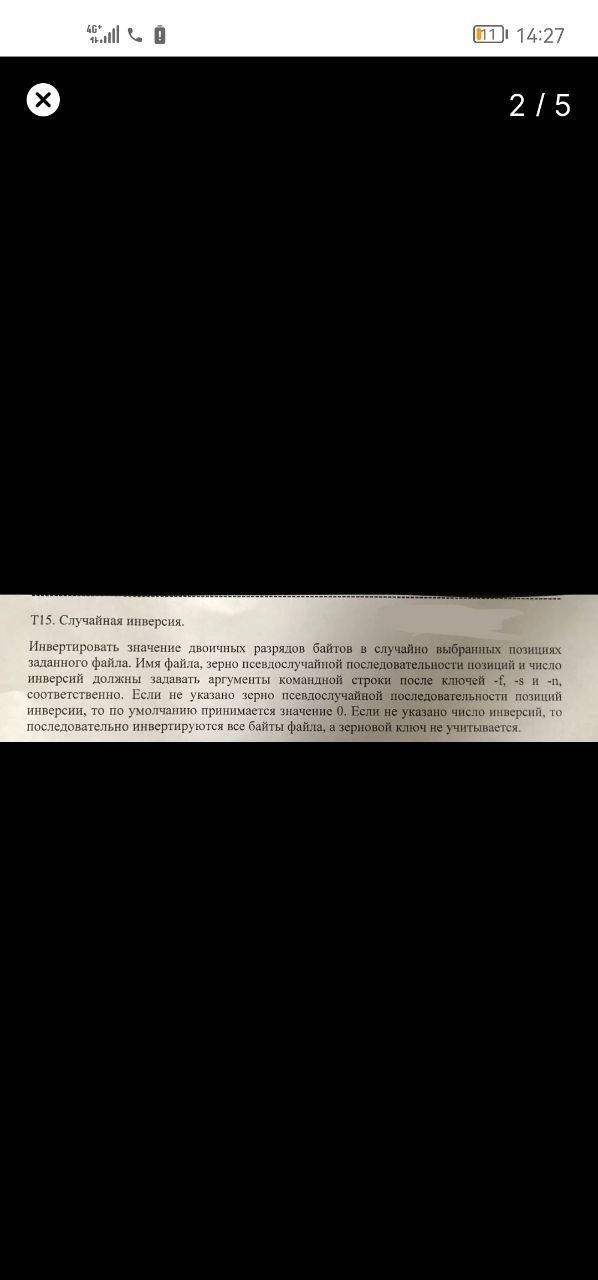 4G+
11
14:27
2 / 5
Т15. Случайная инверсия.
Инвертировать значение двоичных разрядов байтов в случайно выбранных позициях
заданного файла. Имя файла, зерно псевдослучайной последовательности позиций и число
инверсий должны задавать аргументы командной строки после ключей -f, -s и -n,
соответственно. Если не указано зерно псевдослучайной последовательности позиций
инверсии, то по умолчанию принимается значение 0. Если не указано число инверсий, то
последовательно инвертируются все байты файла, а зерновой ключ не учитывается.